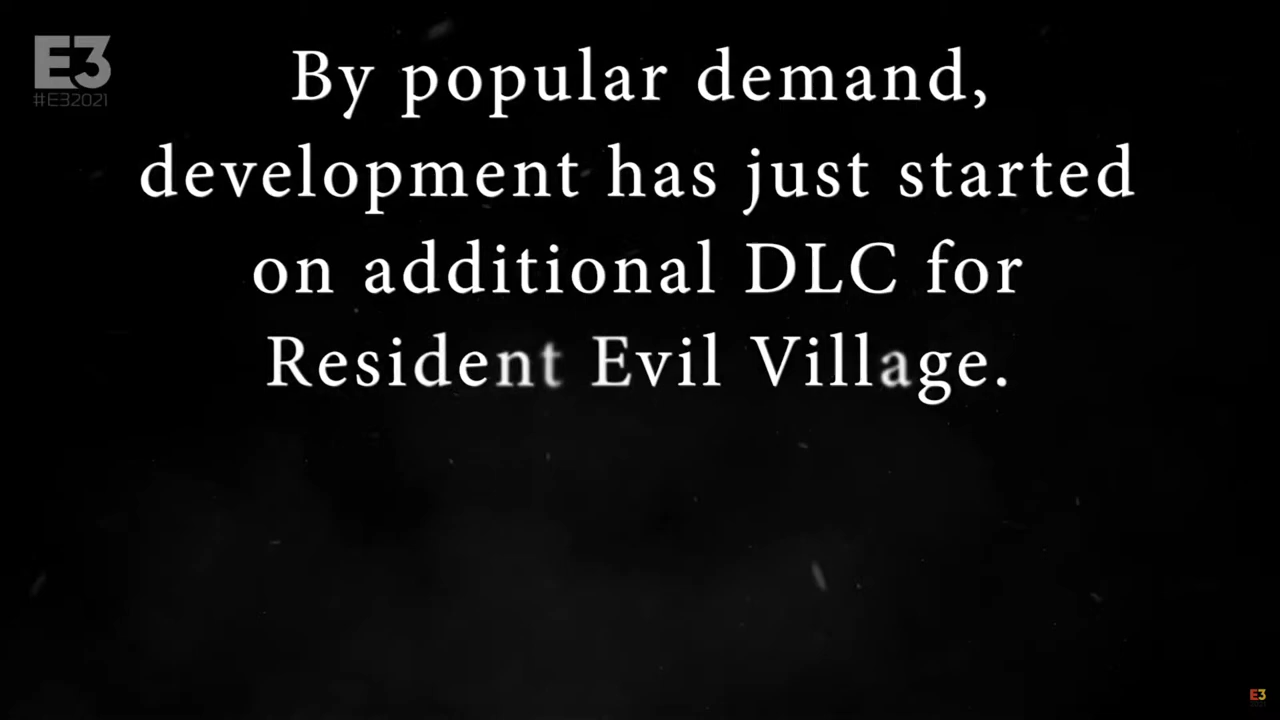 E3
#E32021
By popular demand,
development has just started
on additional DLC for
Resident Evil Village.
E3